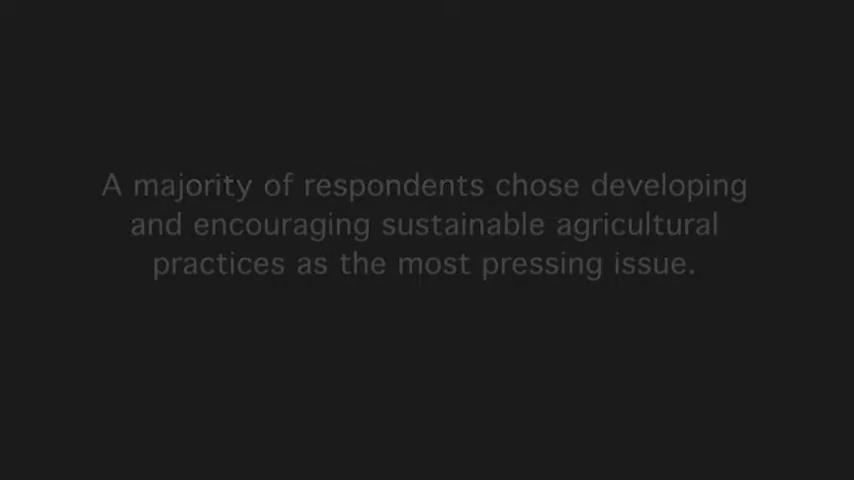 A majority of respondents chose developing
and encouraging sustainable agricultural
practices as the most pressing issue.